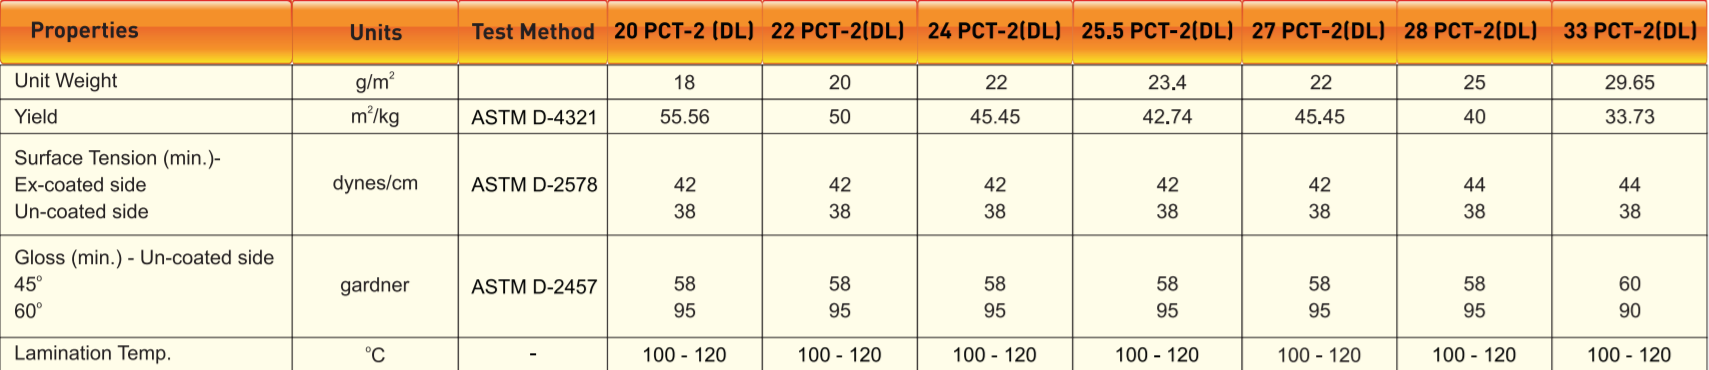 Properties Units Test Method 20 PCT-2 (DL) 22 PCT-2(DL) 24 PCT-2(DL) 25.5 PCT-2(DL) 27 PCT-2(DL) 28 PCT-2(DL) 33 PCT-2(DL)
Unit Weight g/m² 18 20 22 23.4 22 25 29.65
Yield m²/kg ASTM D-4321 55.56 50 45.45 42.74 45.45 40 33.73
Surface Tension (min.)-
Ex-coated side dynes/cm ASTM D-2578 42 42 42 42 42 44 44
Un-coated side 38 38 38 38 38 38 38
Gloss (min.) - Un-coated side
45° gardner ASTM D-2457 58 58 58 58 58 58 60
60° 95 95 95 95 95 95 90
Lamination Temp. °C - 100 - 120 100 - 120 100 - 120 100 - 120 100 - 120 100 - 120 100 - 120